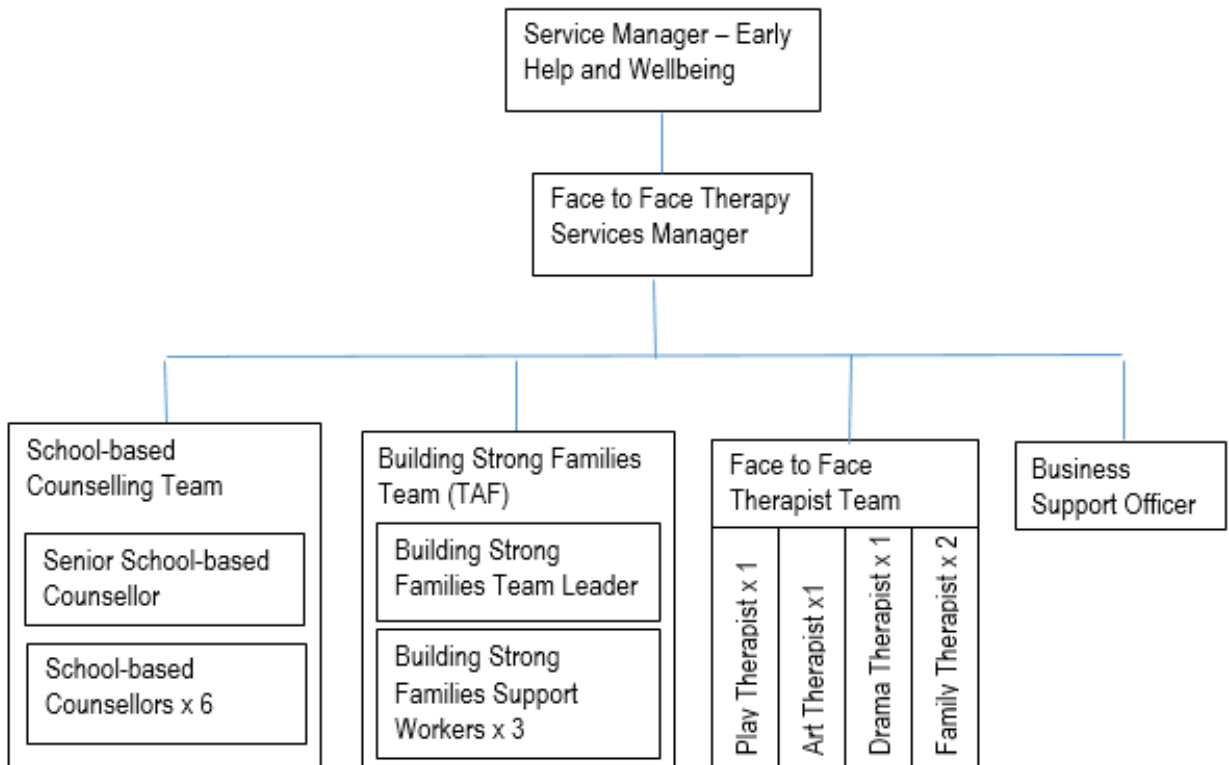 Service Manager – Early
Help and Wellbeing
Face to Face Therapy
Services Manager
School-based
Counselling Team
Senior School-based
Counsellor
School-based
Counsellors x 6
Building Strong Families
Team (TAF)
Building Strong
Families Team Leader
Building Strong
Families Support
Workers x 3
Face to Face
Therapist Team
Play Therapist x 1
Art Therapist x1
Drama Therapist x 1
Family Therapist x 2
Business
Support Officer